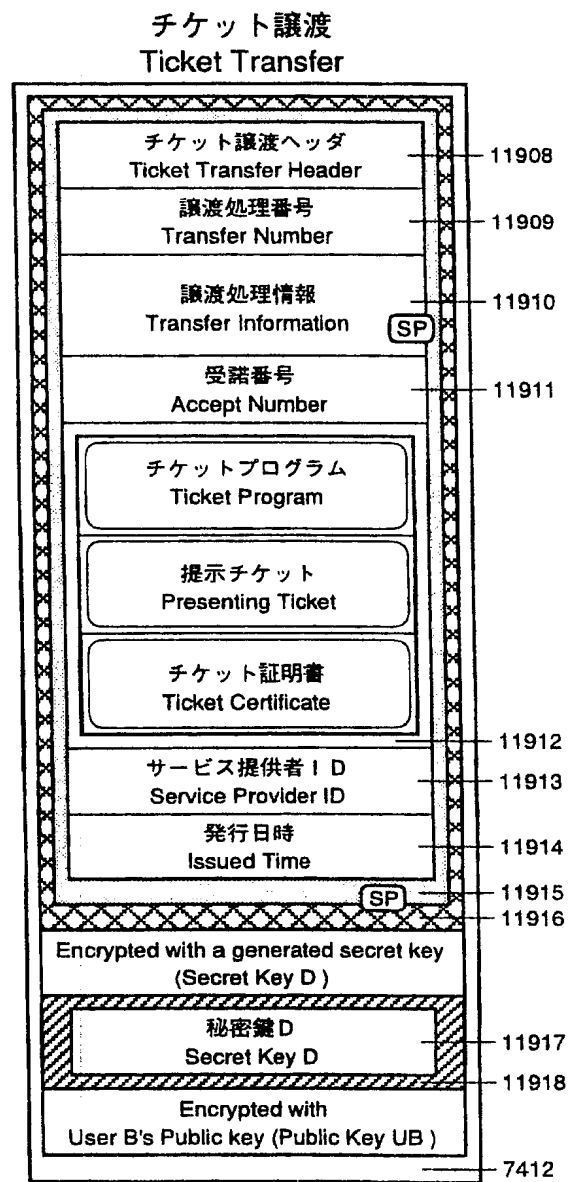 チケット譲渡
Ticket Transfer
チケット譲渡ヘッダ
Ticket Transfer Header
11908
譲渡処理番号
Transfer Number
11909
譲渡処理情報
Transfer Information
11910
SP
受諾番号
Accept Number
11911
チケットプログラム
Ticket Program
提示チケット
Presenting Ticket
チケット証明書
Ticket Certificate
11912
サービス提供者ＩＤ
Service Provider ID
11913
発行日時
Issued Time
11914
11915
SP
11916
Encrypted with a generated secret key
(Secret Key D )
秘密鍵D
Secret Key D
11917
11918
Encrypted with
User B's Public key (Public Key UB )
7412